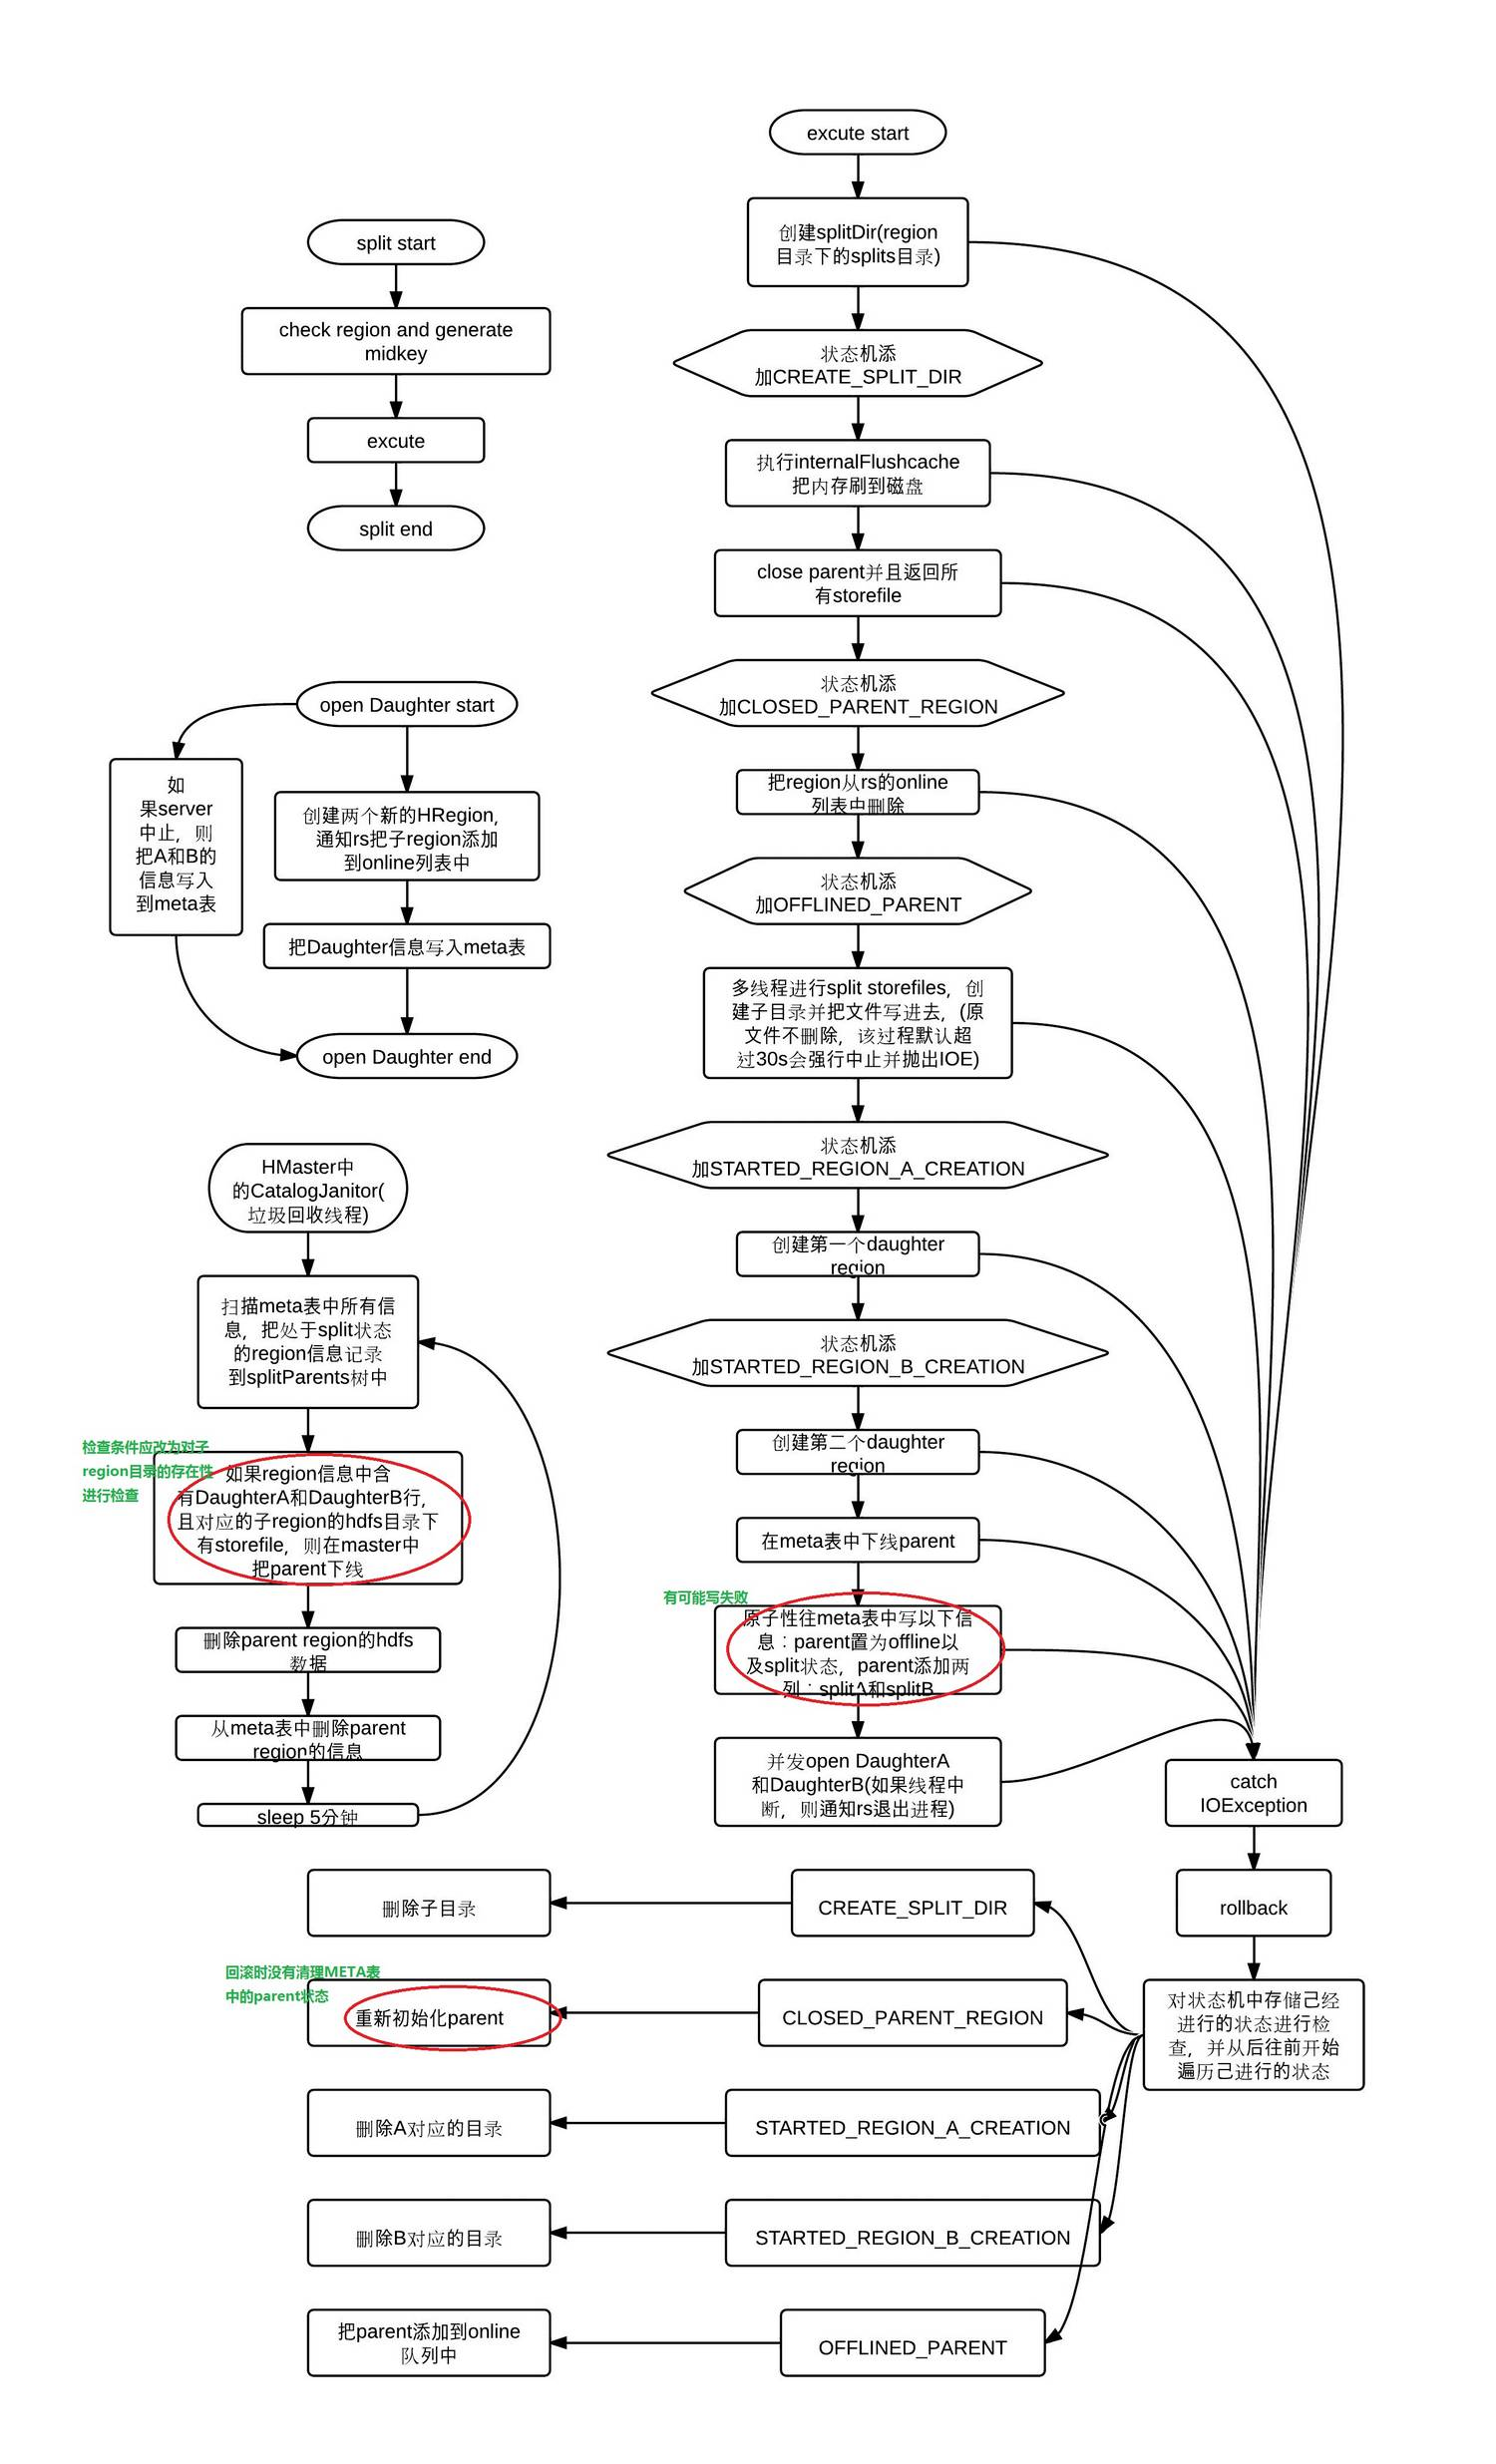 split start
check region and generate
midkey
excute
split end
open Daughter start
如
果server
中止，则
把A和B的
信息写入
到meta表
创建两个新的HRegion，
通知rs把子region添加
到online列表中
把Daughter信息写入meta表
open Daughter end
HMaster中
的CatalogJanitor(
垃圾回收线程)
扫描meta表中所有信
息，把处于split状态
的region信息记录
到splitParents树中
检查条件应改为对子
region目录的存在性
进行检查
如果region信息中含
有DaughterA和DaughterB行，
且对应的子region的hdfs目录下
有storefile，则在master中
把parent下线
删除parent region的hdfs
数据
从meta表中删除parent
region的信息
sleep 5分钟
excute start
创建splitDir(region
目录下的splits目录)
状态机添
加CREATE_SPLIT_DIR
执行internalFlushcache
把内存刷到磁盘
close parent并且返回所
有storefile
状态机添
加CLOSED_PARENT_REGION
把region从rs的online
列表中删除
状态机添
加OFFLINED_PARENT
多线程进行split storefiles，创
建子目录并把文件写进去，(原
文件不删除，该过程默认超
过30s会强行中止并抛出IOE)
状态机添
加STARTED_REGION_A_CREATION
创建第一个daughter
region
状态机添
加STARTED_REGION_B_CREATION
创建第二个daughter
region
在meta表中下线parent
有可能写失败
原子性往meta表中写以下信
息：parent置为offline以
及split状态，parent添加两
列：splitA和splitB
并发open DaughterA
和DaughterB(如果线程中
断，则通知rs退出进程)
catch
IOException
rollback
对状态机中存储己经
进行的状态进行检
查，并从后往前开始
遍历己进行的状态
CREATE_SPLIT_DIR
删除子目录
CLOSED_PARENT_REGION
回滚时没有清理META表
中的parent状态
重新初始化parent
STARTED_REGION_A_CREATION
删除A对应的目录
STARTED_REGION_B_CREATION
删除B对应的目录
OFFLINED_PARENT
把parent添加到online
队列中